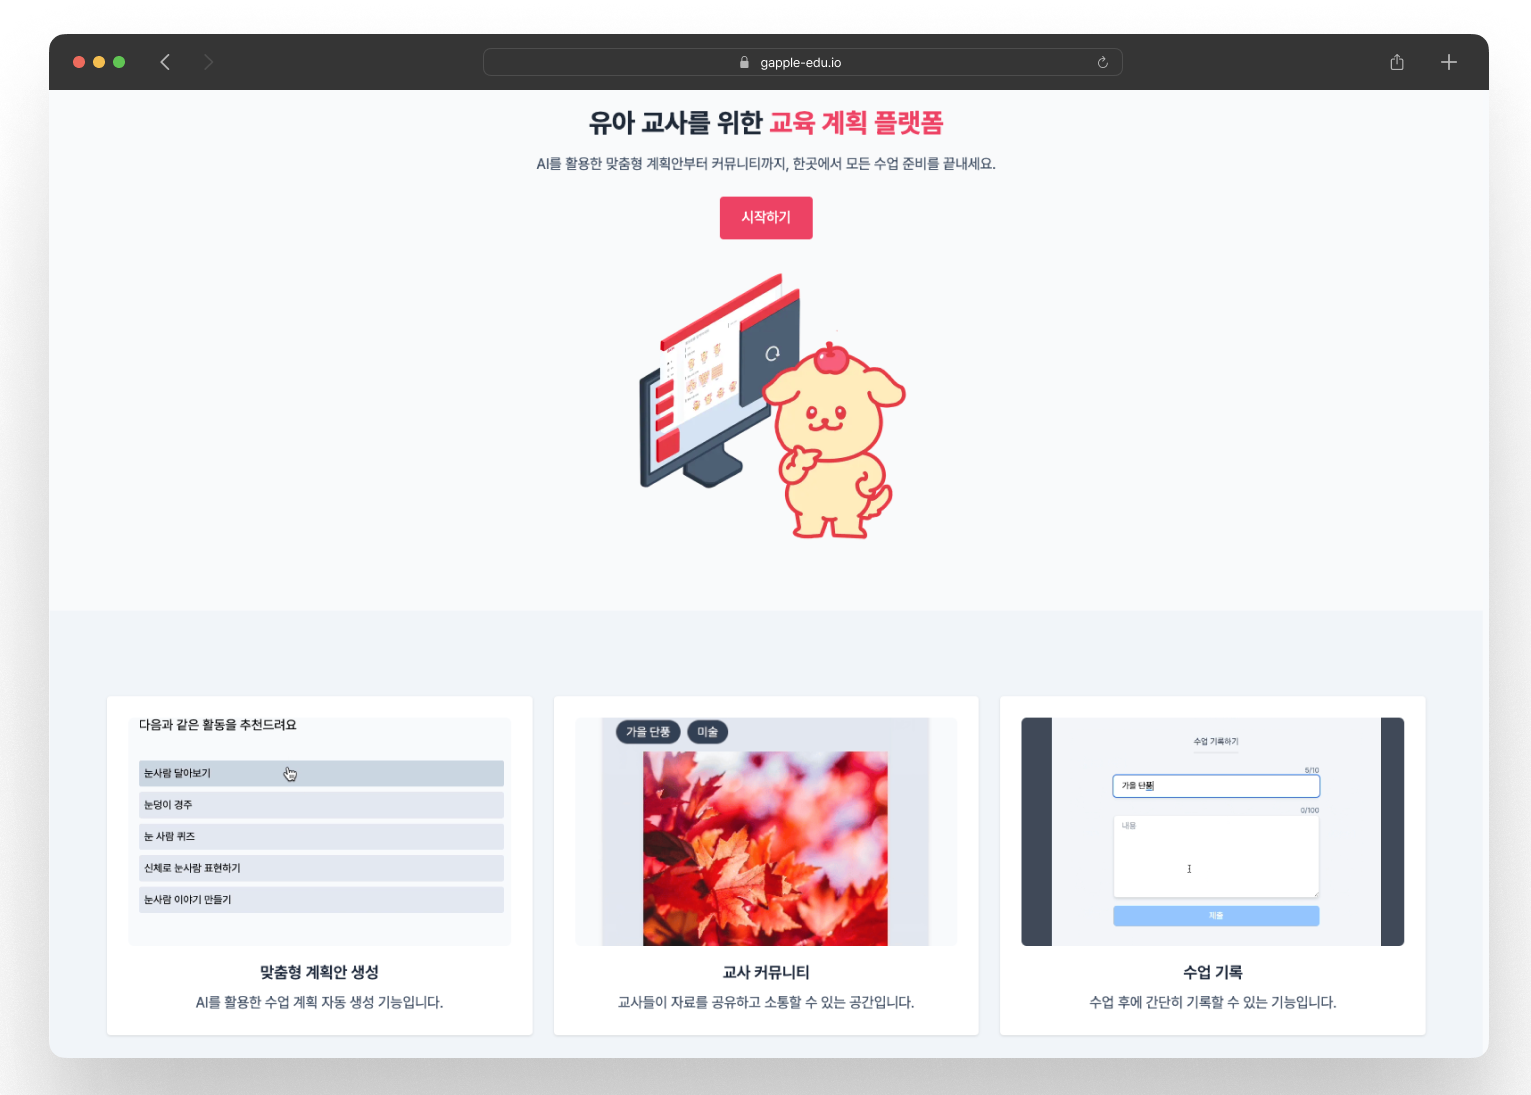 gapple-edu.io
유아 교사를 위한 교육 계획 플랫폼
AI를 활용한 맞춤형 계획안부터 커뮤니티까지, 한곳에서 모든 수업 준비를 끝내세요.
시작하기
다음과 같은 활동을 추천드려요
눈사람 달아보기
눈덩이 경주
눈 사람 퀴즈
신체로 눈사람 표현하기
눈사람 이야기 만들기
맞춤형 계획안 생성
AI를 활용한 수업 계획 자동 생성 기능입니다.
가을 단풍
미술
교사 커뮤니티
교사들이 자료를 공유하고 소통할 수 있는 공간입니다.
수업 기록하기
5/10
가을 단풍
0/100
내용
제출
수업 기록
수업 후에 간단히 기록할 수 있는 기능입니다.